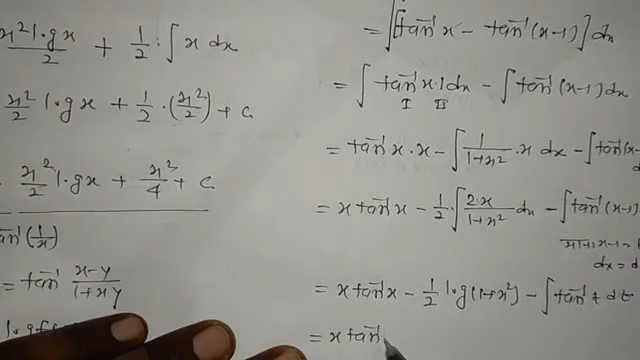 x² log x / 2 + 1/2 · ∫ x dx
x²/2 log x + 1/2 · (x²/2) + c
x²/2 log x + x²/4 + c
tan⁻¹ (1/x)
= tan⁻¹ (x-y)/(1+xy)
= ∫[tan⁻¹ x - tan⁻¹ (x-1)] dx
= ∫ tan⁻¹ x · 1 dx - ∫ tan⁻¹ (x-1) dx
I II
= tan⁻¹ x · x - ∫ 1/(1+x²) · x dx - ∫ tan⁻¹ (x-
= x tan⁻¹ x - 1/2 · ∫ 2·x/(1+x²) dx - ∫ tan⁻¹ (x-1)
x-1 =
dx = d
= x tan⁻¹ x - 1/2 log (1+x²) - ∫ tan⁻¹ t dt
= x tan⁻¹